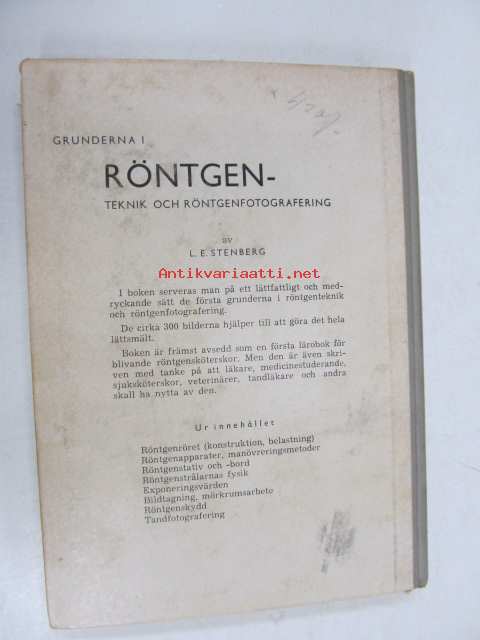 GRUNDERNA I
RÖNTGEN-
TEKNIK OCH RÖNTGENFOTOGRAFERING
av
L. E. STENBERG
Antikvariaatti.net
I boken serveras man på ett lättfattligt och med-
ryckande sätt de första grunderna i röntgenteknik
och röntgenfotografering.
De cirka 300 bilderna hjälper till att göra det hela
lättsmält.
Boken är främst avsedd som en första lärobok för
blivande röntgensköterskor. Men den är även skri-
ven med tanke på att läkare, medicinestuderande,
sjuksköterskor, veterinärer, tandläkare och andra
skall ha nytta av den.
Ur innehållet
Röntgenröret (konstruktion, belastning)
Röntgenapparater, manövreringsmetoder
Röntgenstativ och -bord
Röntgenstrålarnas fysik
Exponeringsvärden
Bildtagning, mörkrumsarbete
Röntgenskydd
Tandfotografering